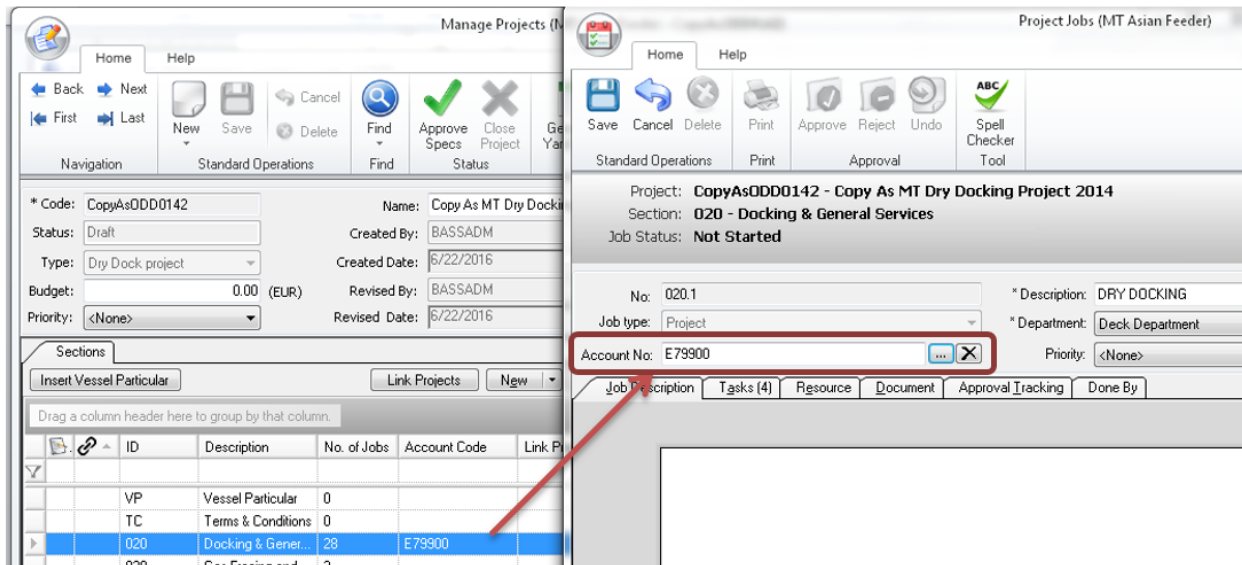 Manage Projects (M
Home Help
Back Next
First Last
New Save Cancel Delete
Find
Approve Specs Close Project
Navigation Standard Operations Find Status
* Code: CopyAsODD0142 Name: Copy As MT Dry Docki
Status: Draft Created By: BASSADM
Type: Dry Dock project Created Date: 6/22/2016
Budget: 0.00 (EUR) Revised By: BASSADM
Priority: <None> Revised Date: 6/22/2016
Sections
Insert Vessel Particular Link Projects New
Drag a column header here to group by that column.
ID Description No. of Jobs Account Code Link P
VP Vessel Particular 0
TC Terms & Conditions 0
020 Docking & Gener... 28 E79900
Project Jobs (MT Asian Feeder)
Home Help
Save Cancel Delete Print Approve Reject Undo ABC Spell Checker
Standard Operations Print Approval Tool
Project: CopyAsODD0142 - Copy As MT Dry Docking Project 2014
Section: 020 - Docking & General Services
Job Status: Not Started
No: 020.1 * Description: DRY DOCKING
Job type: Project * Department: Deck Department
Account No: E79900 ... X Priority: <None>
Job Description Tasks (4) Resource Document Approval Tracking Done By